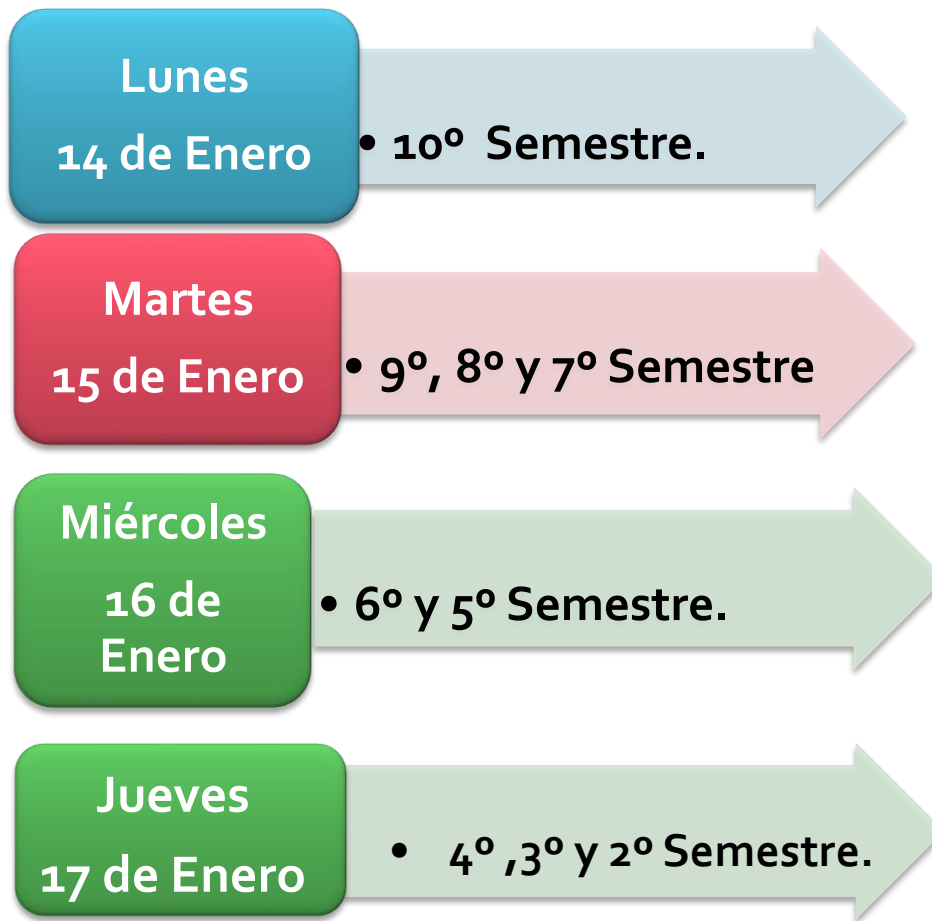 Lunes
14 de Enero
• 10º Semestre.
Martes
15 de Enero
• 9º, 8º y 7º Semestre
Miércoles
16 de
Enero
• 6º y 5º Semestre.
Jueves
17 de Enero
• 4º ,3º y 2º Semestre.